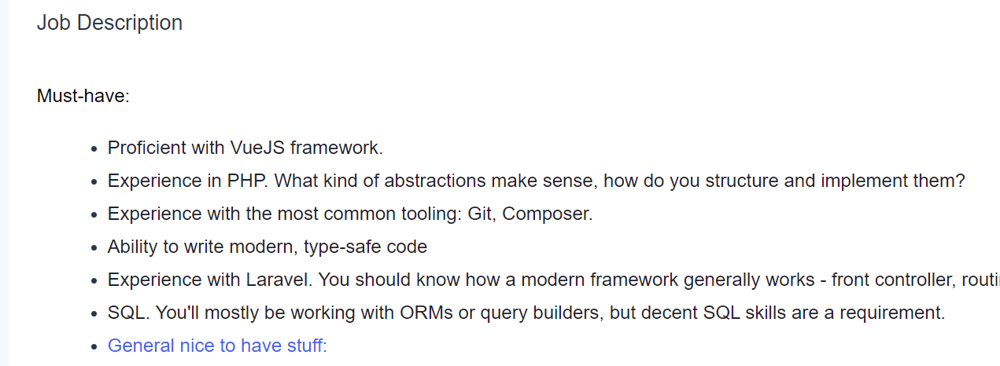 Job Description
Must-have:
Proficient with VueJS framework.
Experience in PHP. What kind of abstractions make sense, how do you structure and implement them?
Experience with the most common tooling: Git, Composer.
Ability to write modern, type-safe code
Experience with Laravel. You should know how a modern framework generally works - front controller,
SQL. You'll mostly be working with ORMs or query builders, but decent SQL skills are a requirement.
General nice to have stuff: